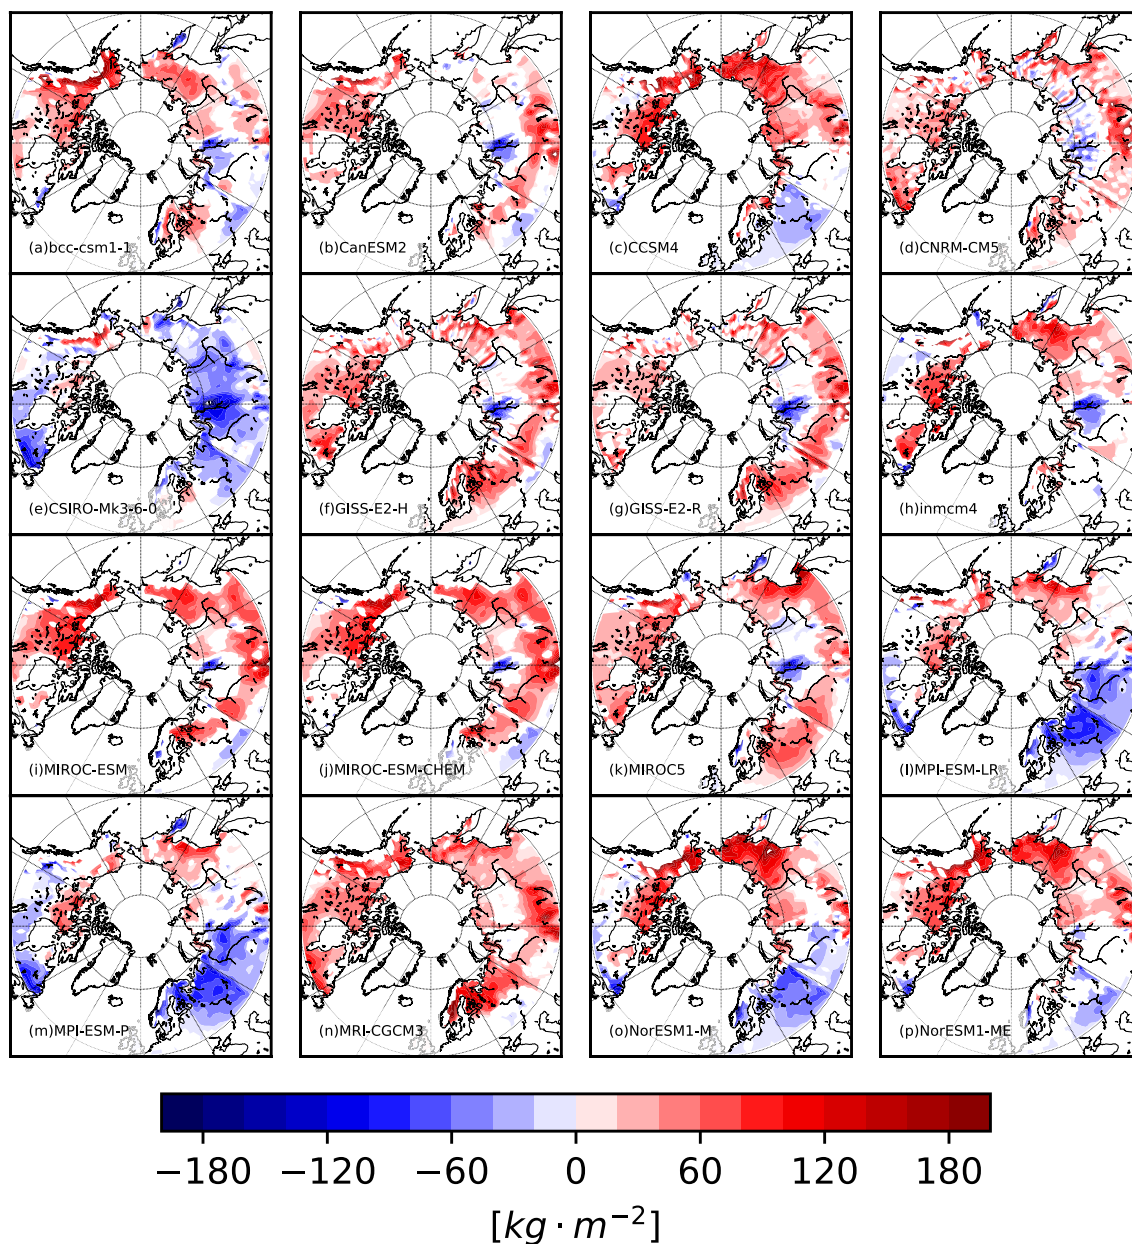 (a)bcc-csm1-1
(b)CanESM2
(c)CCSM4
(d)CNRM-CM5
(e)CSIRO-Mk3-6-0
(f)GISS-E2-H
(g)GISS-E2-R
(h)inmcm4
(i)MIROC-ESM
(j)MIROC-ESM-CHEM
(k)MIROC5
(l)MPI-ESM-LR
(m)MPI-ESM-P
(n)MRI-CGCM3
(o)NorESM1-M
(p)NorESM1-ME
−180 −120 −60 0 60 120 180
[kg · m⁻²]